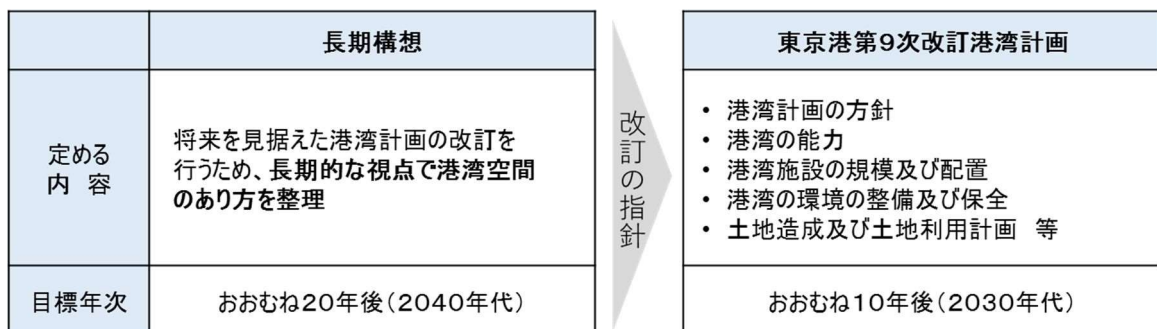 長期構想
定める
内　容
将来を見据えた港湾計画の改訂を
行うため、長期的な視点で港湾空間
のあり方を整理
目標年次
おおむね20年後（2040年代）
改訂の指針
東京港第9次改訂港湾計画
・ 港湾計画の方針
・ 港湾の能力
・ 港湾施設の規模及び配置
・ 港湾の環境の整備及び保全
・ 土地造成及び土地利用計画　等
おおむね10年後（2030年代）